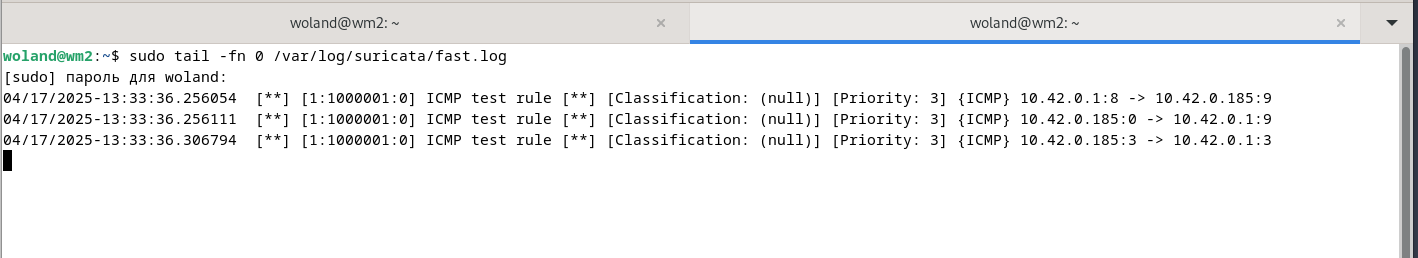 woland@wm2: ~ × woland@wm2: ~ ×
woland@wm2:~$ sudo tail -fn 0 /var/log/suricata/fast.log
[sudo] пароль для woland:
04/17/2025-13:33:36.256054  [**] [1:1000001:0] ICMP test rule [**] [Classification: (null)] [Priority: 3] {ICMP} 10.42.0.1:8 -> 10.42.0.185:9
04/17/2025-13:33:36.256111  [**] [1:1000001:0] ICMP test rule [**] [Classification: (null)] [Priority: 3] {ICMP} 10.42.0.185:0 -> 10.42.0.1:9
04/17/2025-13:33:36.306794  [**] [1:1000001:0] ICMP test rule [**] [Classification: (null)] [Priority: 3] {ICMP} 10.42.0.185:3 -> 10.42.0.1:3